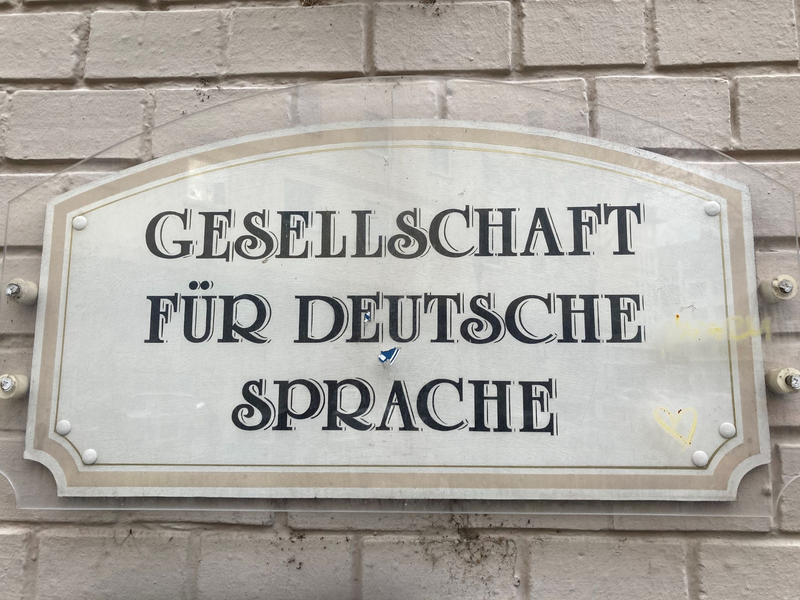 GESELLSCHAFT
FÜR DEUTSCHE
SPRACHE